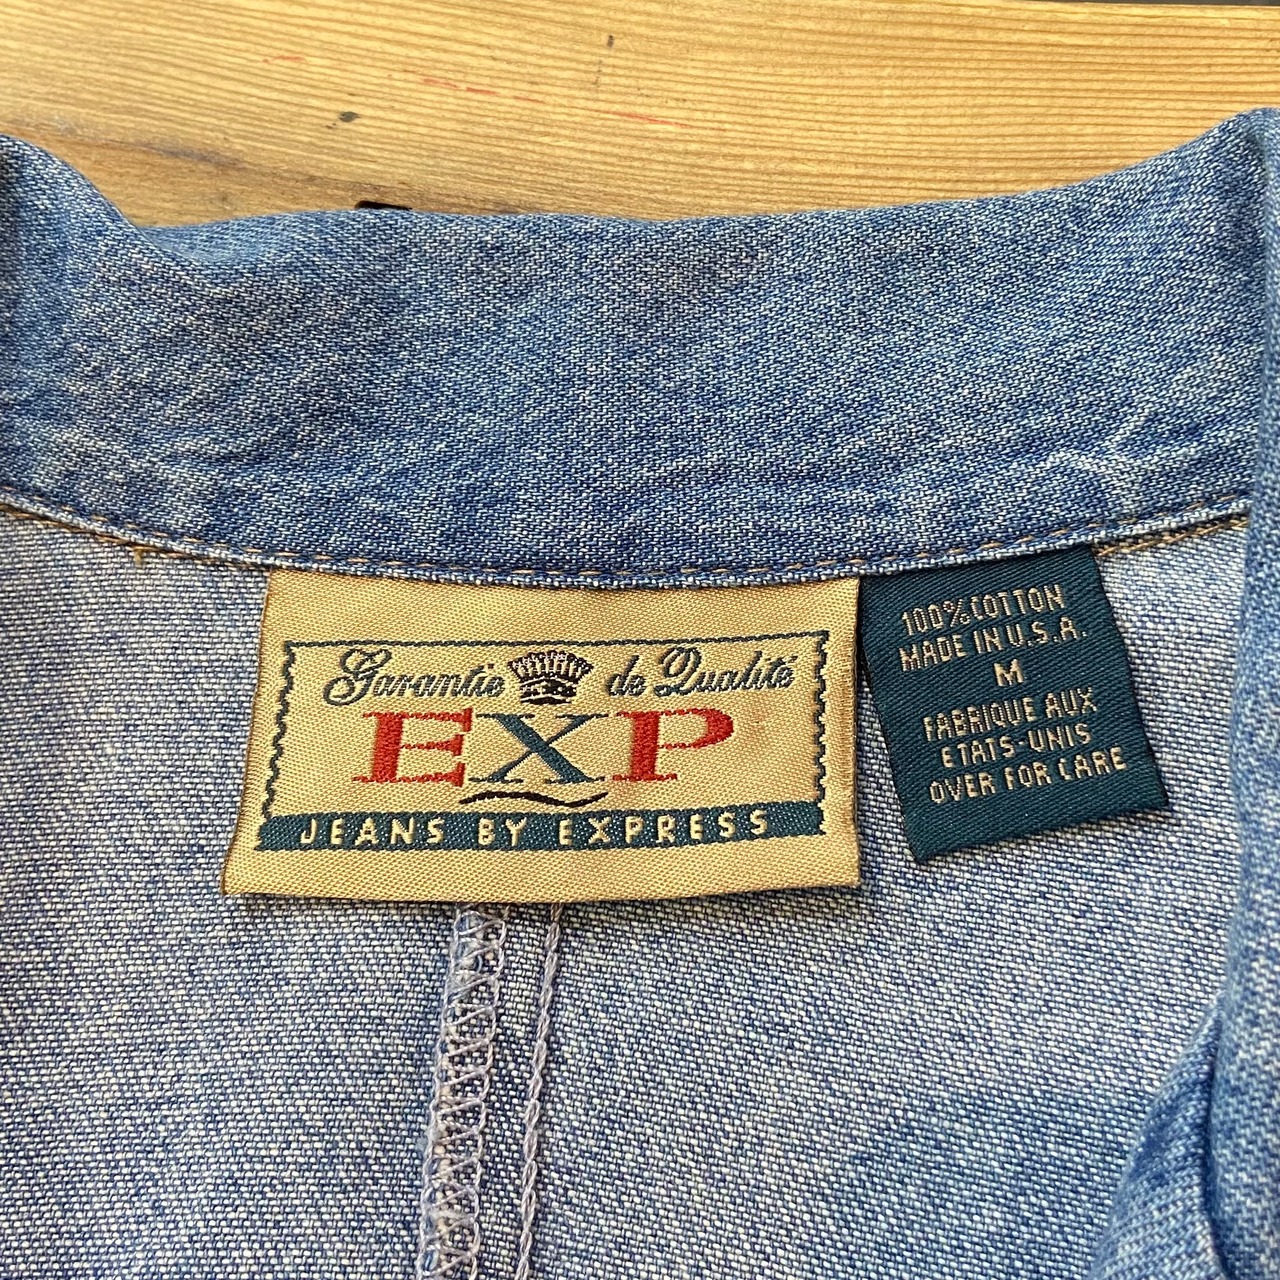 Garantie de Qualité
EXP
JEANS BY EXPRESS
100% COTTON
MADE IN U.S.A.
M
FABRIQUE AUX
ETATS-UNIS
OVER FOR CARE